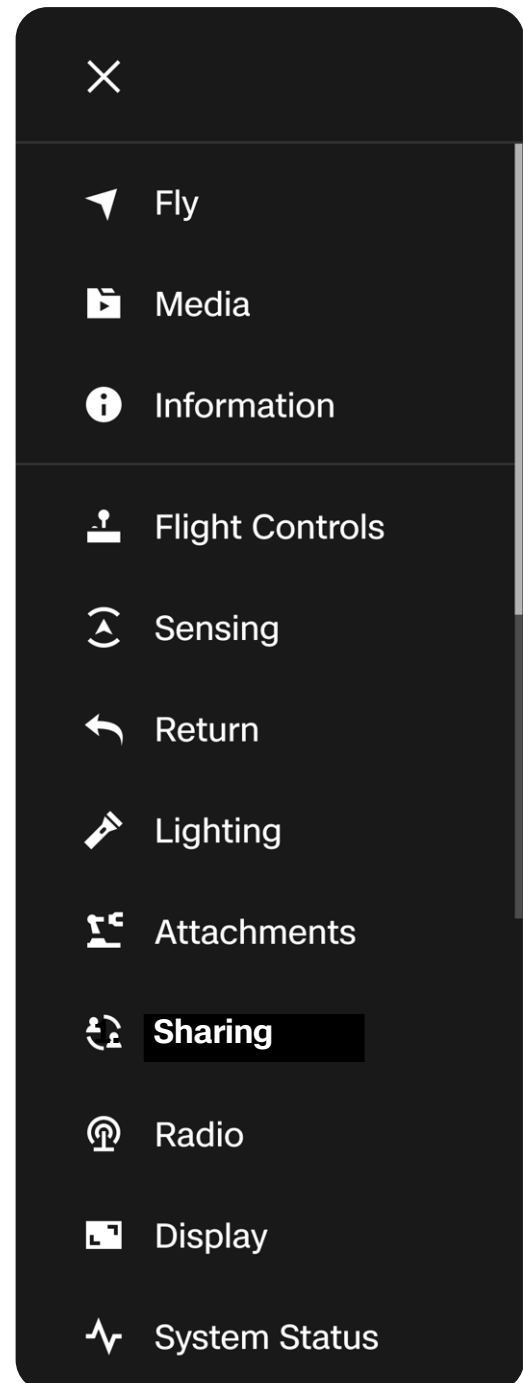 Fly
Media
Information
Flight Controls
Sensing
Return
Lighting
Attachments
Sharing
Radio
Display
System Status